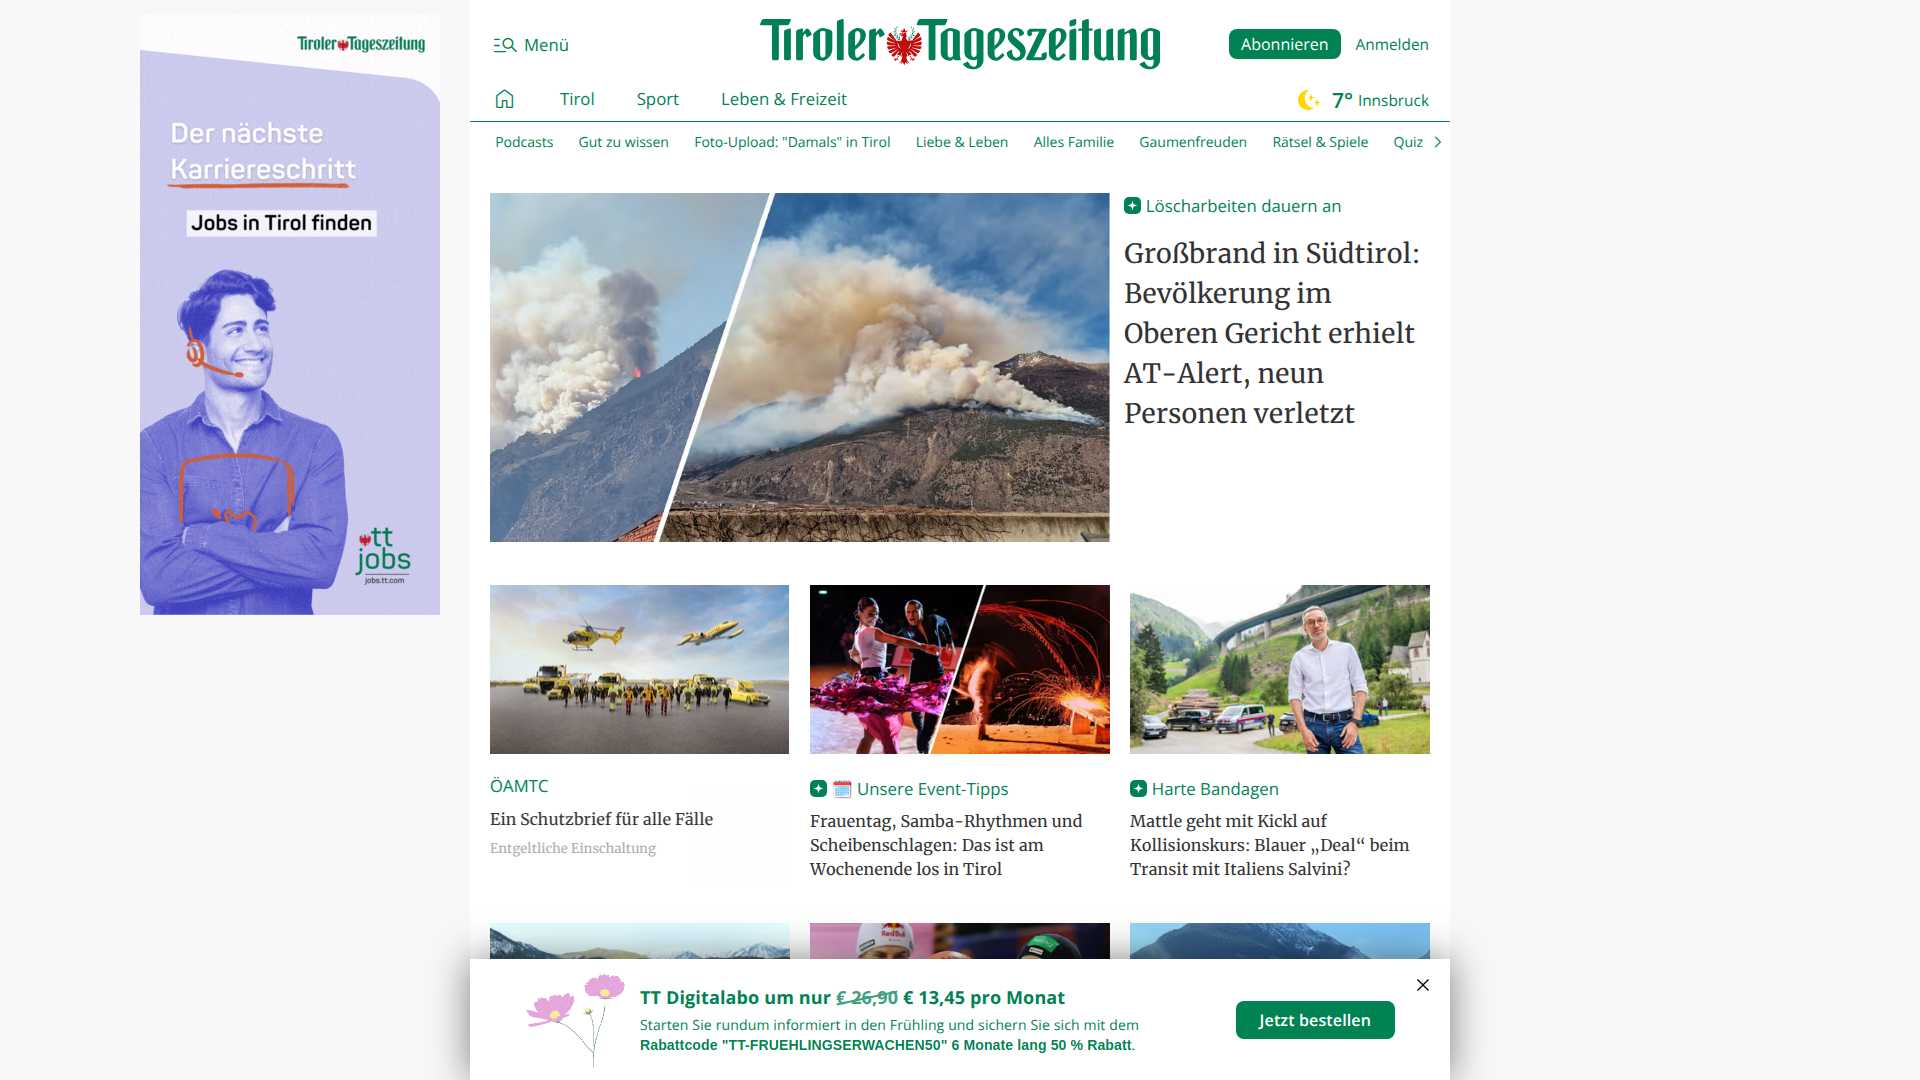 Tiroler Tageszeitung
Der nächste
Karriereschritt
Jobs in Tirol finden
tt
jobs
jobs.tt.com
Menü
Tiroler Tageszeitung
Abonnieren
Anmelden
Tirol
Sport
Leben & Freizeit
7° Innsbruck
Podcasts
Gut zu wissen
Foto-Upload: "Damals" in Tirol
Liebe & Leben
Alles Familie
Gaumenfreuden
Rätsel & Spiele
Quiz
Löscharbeiten dauern an
Großbrand in Südtirol:
Bevölkerung im
Oberen Gericht erhielt
AT-Alert, neun
Personen verletzt
ÖAMTC
Ein Schutzbrief für alle Fälle
Entgeltliche Einschaltung
Unsere Event-Tipps
Frauentag, Samba-Rhythmen und
Scheibenschlagen: Das ist am
Wochenende los in Tirol
Harte Bandagen
Mattle geht mit Kickl auf
Kollisionskurs: Blauer „Deal“ beim
Transit mit Italiens Salvini?
Red Bull
TT Digitalabo um nur € 26,90 € 13,45 pro Monat
Starten Sie rundum informiert in den Frühling und sichern Sie sich mit dem
Rabattcode "TT-FRUEHLINGSERWACHEN50" 6 Monate lang 50 % Rabatt.
Jetzt bestellen